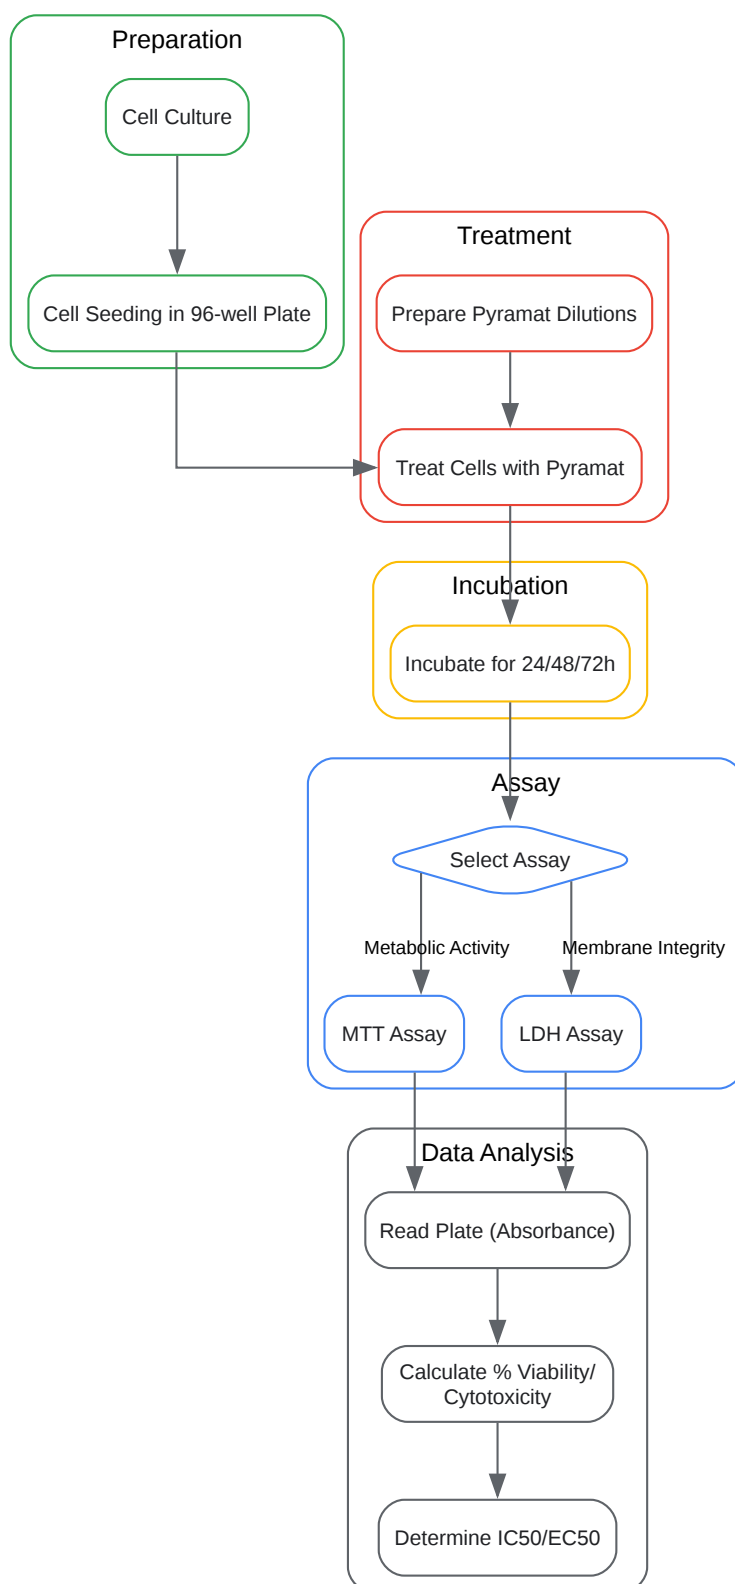 Preparation
Cell Culture
Cell Seeding in 96-well Plate
Treatment
Prepare Pyramat Dilutions
Treat Cells with Pyramat
Incubation
Incubate for 24/48/72h
Assay
Select Assay
Metabolic Activity
Membrane Integrity
MTT Assay
LDH Assay
Data Analysis
Read Plate (Absorbance)
Calculate % Viability/
Cytotoxicity
Determine IC50/EC50